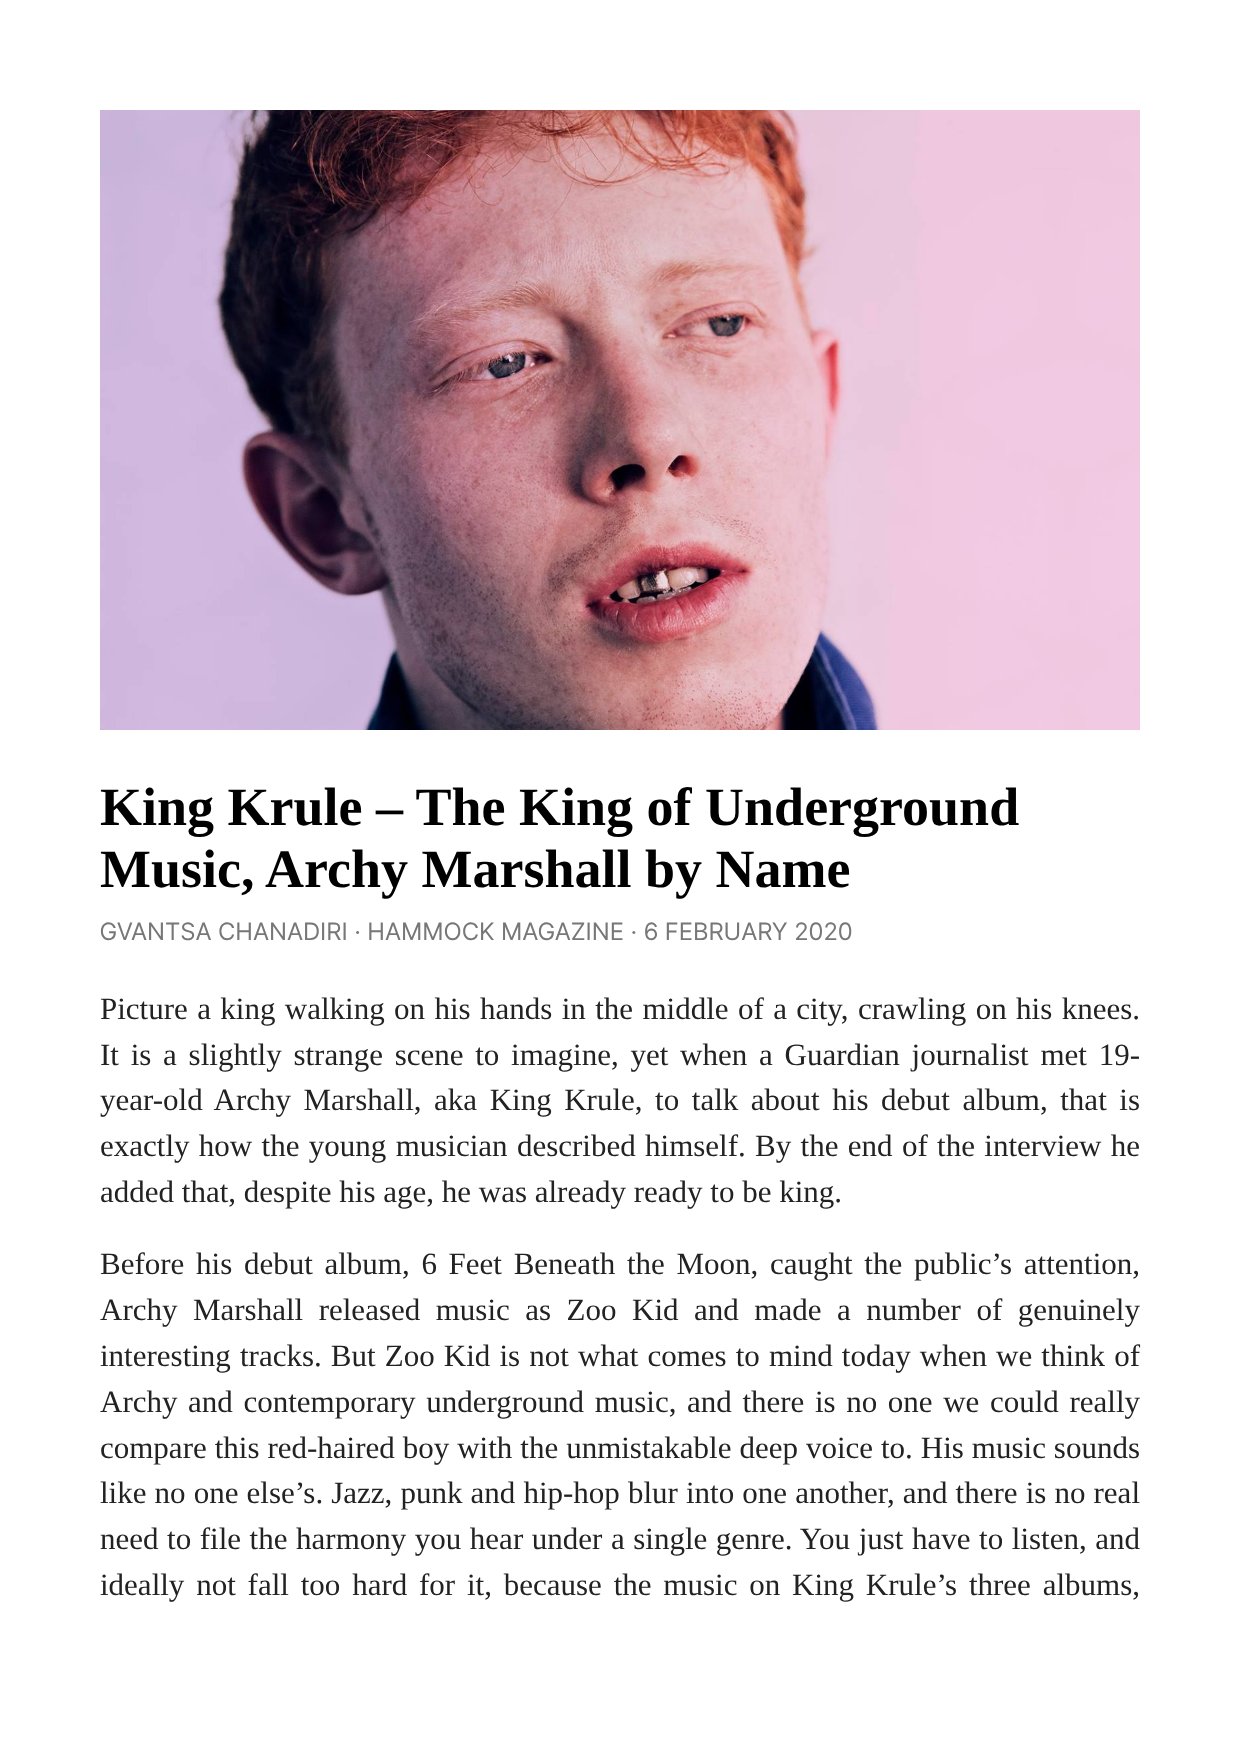 King Krule – The King of Underground
Music, Archy Marshall by Name
GVANTSA CHANADIRI · HAMMOCK MAGAZINE · 6 FEBRUARY 2020
Picture a king walking on his hands in the middle of a city, crawling on his knees.
It is a slightly strange scene to imagine, yet when a Guardian journalist met 19-
year-old Archy Marshall, aka King Krule, to talk about his debut album, that is
exactly how the young musician described himself. By the end of the interview he
added that, despite his age, he was already ready to be king.
Before his debut album, 6 Feet Beneath the Moon, caught the public’s attention,
Archy Marshall released music as Zoo Kid and made a number of genuinely
interesting tracks. But Zoo Kid is not what comes to mind today when we think of
Archy and contemporary underground music, and there is no one we could really
compare this red-haired boy with the unmistakable deep voice to. His music sounds
like no one else’s. Jazz, punk and hip-hop blur into one another, and there is no real
need to file the harmony you hear under a single genre. You just have to listen, and
ideally not fall too hard for it, because the music on King Krule’s three albums,